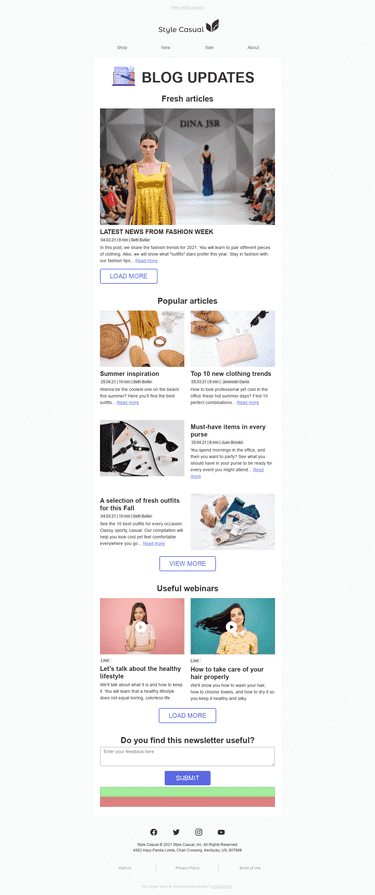 View online version
Style Casual
Shop New Sale About
BLOG UPDATES
Fresh articles
DINA JSR
LATEST NEWS FROM FASHION WEEK
04.03.21 | 8 min | Seth Butler
In this post, we share the fashion trends for 2021. You will learn to pair different pieces
of clothing. Also, we will show what "outfits" stars prefer this year. Stay in fashion with
our fashion tips... Read more
LOAD MORE
Popular articles
Summer inspiration
25.04.21 | 10 min | Seth Butler
Wanna be the coolest one on the beach
this summer? Here you'll find the best
outfits... Read more
Top 10 new clothing trends
05.03.21 | 8 min | Jeremiah Davis
How to look professional yet cool in the
office these hot summer days? Find 10
perfect combinations... Read more
Must-have items in every
purse
25.04.21 | 8 min | Juan Brooks
You spend mornings in the office, and
then you want to party? See what you
should have in your purse to be ready for
every event you might attend... Read
more
A selection of fresh outfits
for this Fall
04.03.21 | 10 min | Seth Butler
See the 10 best outfits for every occasion:
Classy, sporty, casual. Our compilation will
help you look cool yet feel comfortable
everywhere you go... Read more
VIEW MORE
Useful webinars
Live
Let's talk about the healthy
lifestyle
We'll talk about what it is and how to keep
it. You will learn that a healthy lifestyle
does not equal boring, colorless life.
Live
How to take care of your
hair properly
We'll show you how to wash your hair,
how to choose towels, and how to dry it so
you keep it healthy and silky.
LOAD MORE
Do you find this newsletter useful?
Enter your feedback here
SUBMIT
Style Casual © 2021 Style Casual, Inc. All Rights Reserved.
4562 Hazy Panda Limits, Chair Crossing, Kentucky, US, 607898
Visit Us Privacy Policy Terms of Use
No longer want to receive these emails? Unsubscribe